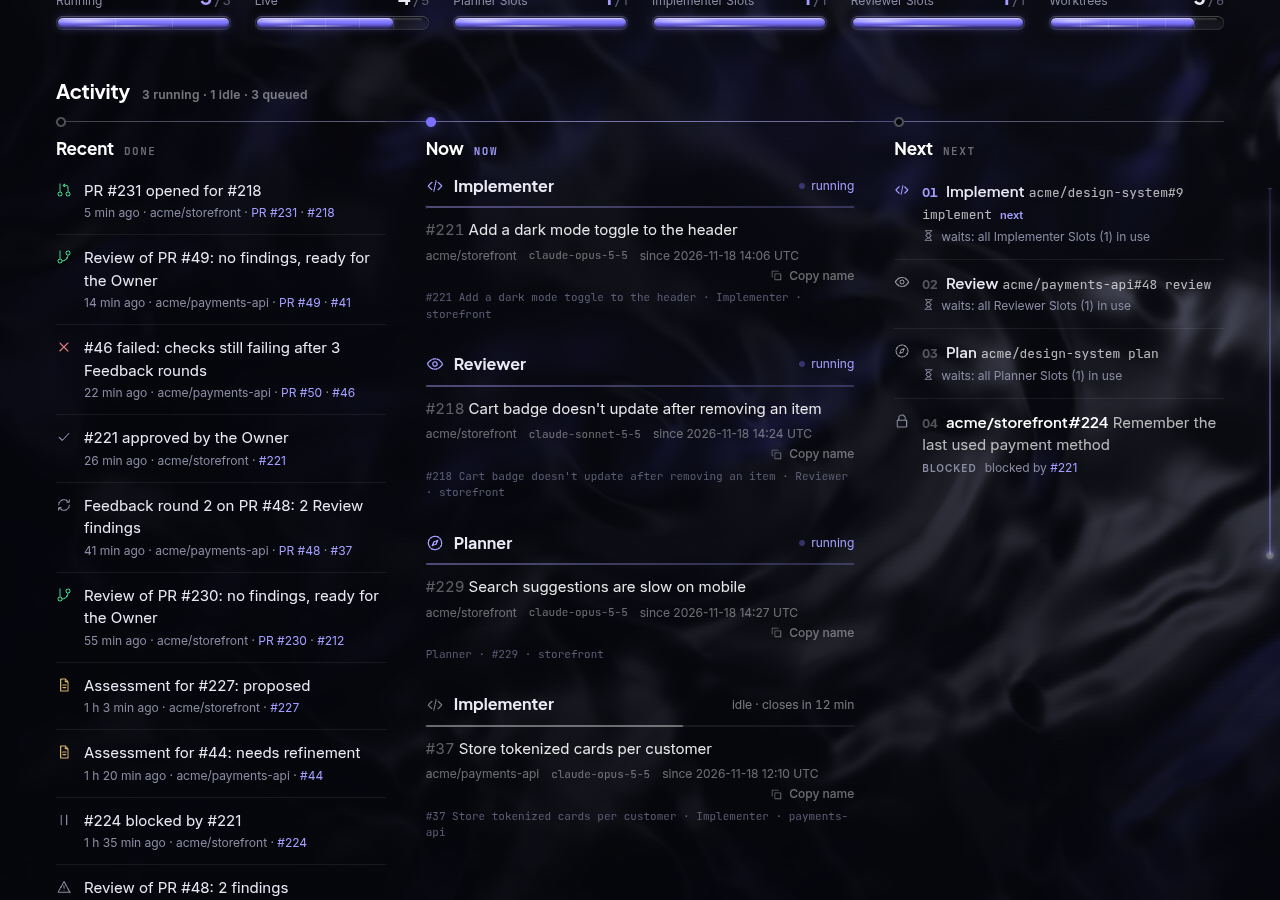 Running
Live
Planner Slots
Implementer Slots
Reviewer Slots
Worktrees
Activity 3 running · 1 idle · 3 queued
Recent DONE
PR #231 opened for #218
5 min ago · acme/storefront · PR #231 · #218
Review of PR #49: no findings, ready for
the Owner
14 min ago · acme/payments-api · PR #49 · #41
#46 failed: checks still failing after 3
Feedback rounds
22 min ago · acme/payments-api · PR #50 · #46
#221 approved by the Owner
26 min ago · acme/storefront · #221
Feedback round 2 on PR #48: 2 Review
findings
41 min ago · acme/payments-api · PR #48 · #37
Review of PR #230: no findings, ready for
the Owner
55 min ago · acme/storefront · PR #230 · #212
Assessment for #227: proposed
1 h 3 min ago · acme/storefront · #227
Assessment for #44: needs refinement
1 h 20 min ago · acme/payments-api · #44
#224 blocked by #221
1 h 35 min ago · acme/storefront · #224
Review of PR #48: 2 findings
Now NOW
Implementer running
#221 Add a dark mode toggle to the header
acme/storefront claude-opus-5-5 since 2026-11-18 14:06 UTC
Copy name
#221 Add a dark mode toggle to the header · Implementer ·
storefront
Reviewer running
#218 Cart badge doesn't update after removing an item
acme/storefront claude-sonnet-5-5 since 2026-11-18 14:24 UTC
Copy name
#218 Cart badge doesn't update after removing an item · Reviewer
· storefront
Planner running
#229 Search suggestions are slow on mobile
acme/storefront claude-opus-5-5 since 2026-11-18 14:27 UTC
Copy name
Planner · #229 · storefront
Implementer idle · closes in 12 min
#37 Store tokenized cards per customer
acme/payments-api claude-opus-5-5 since 2026-11-18 12:10 UTC
Copy name
#37 Store tokenized cards per customer · Implementer · payments-
api
Next NEXT
01 Implement acme/design-system#9
implement next
waits: all Implementer Slots (1) in use
02 Review acme/payments-api#48 review
waits: all Reviewer Slots (1) in use
03 Plan acme/design-system plan
waits: all Planner Slots (1) in use
04 acme/storefront#224 Remember the
last used payment method
BLOCKED blocked by #221